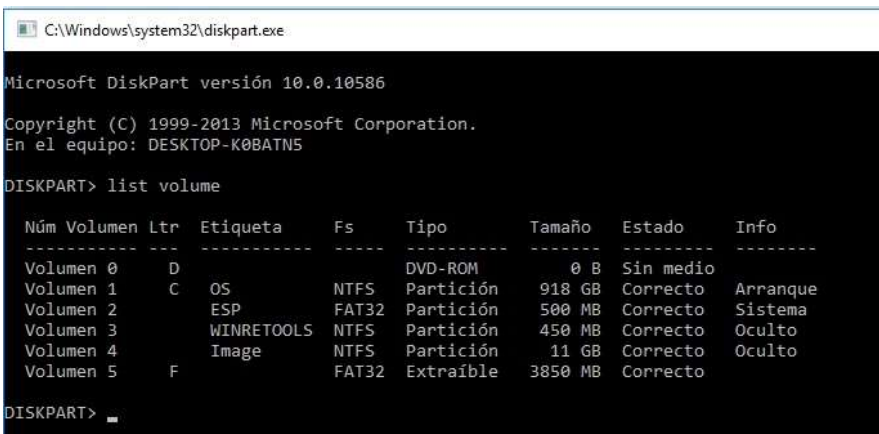 C:\Windows\system32\diskpart.exe
Microsoft DiskPart versión 10.0.10586
Copyright (C) 1999-2013 Microsoft Corporation.
En el equipo: DESKTOP-K0BATN5
DISKPART> list volume
Núm Volumen Ltr Etiqueta Fs Tipo Tamaño Estado Info
----------- --- ----------- ----- ---------- ------- --------- --------
Volumen 0 D DVD-ROM 0 B Sin medio
Volumen 1 C OS NTFS Partición 918 GB Correcto Arranque
Volumen 2 ESP FAT32 Partición 500 MB Correcto Sistema
Volumen 3 WINRETOOLS NTFS Partición 450 MB Correcto Oculto
Volumen 4 Image NTFS Partición 11 GB Correcto Oculto
Volumen 5 F FAT32 Extraíble 3850 MB Correcto
DISKPART> _